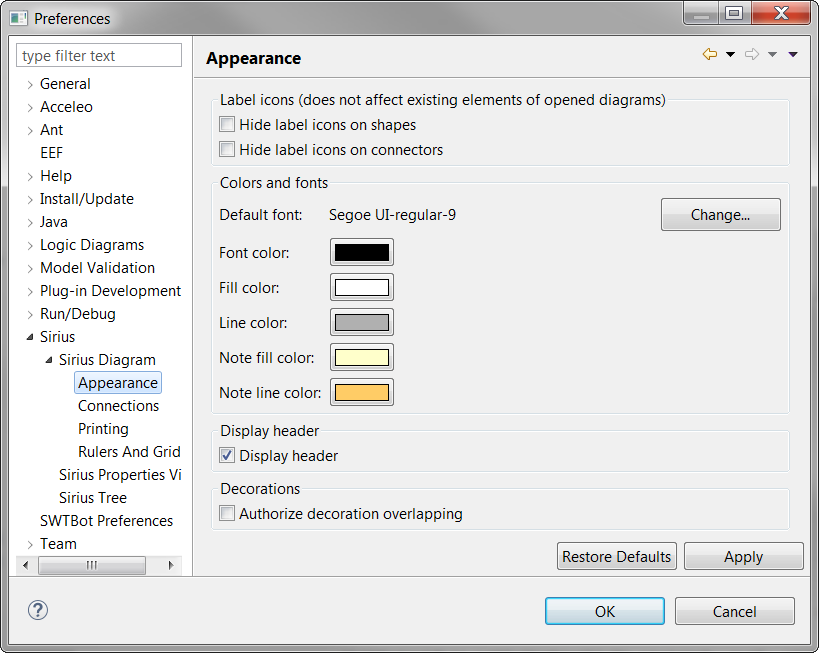 Preferences
type filter text
General
Acceleo
Ant
EEF
Help
Install/Update
Java
Logic Diagrams
Model Validation
Plug-in Development
Run/Debug
Sirius
Sirius Diagram
Appearance
Connections
Printing
Rulers And Grid
Sirius Properties Vi
Sirius Tree
SWTBot Preferences
Team
Appearance
Label icons (does not affect existing elements of opened diagrams)
Hide label icons on shapes
Hide label icons on connectors
Colors and fonts
Default font: Segoe UI-regular-9 Change...
Font color:
Fill color:
Line color:
Note fill color:
Note line color:
Display header
Display header
Decorations
Authorize decoration overlapping
Restore Defaults Apply
? OK Cancel